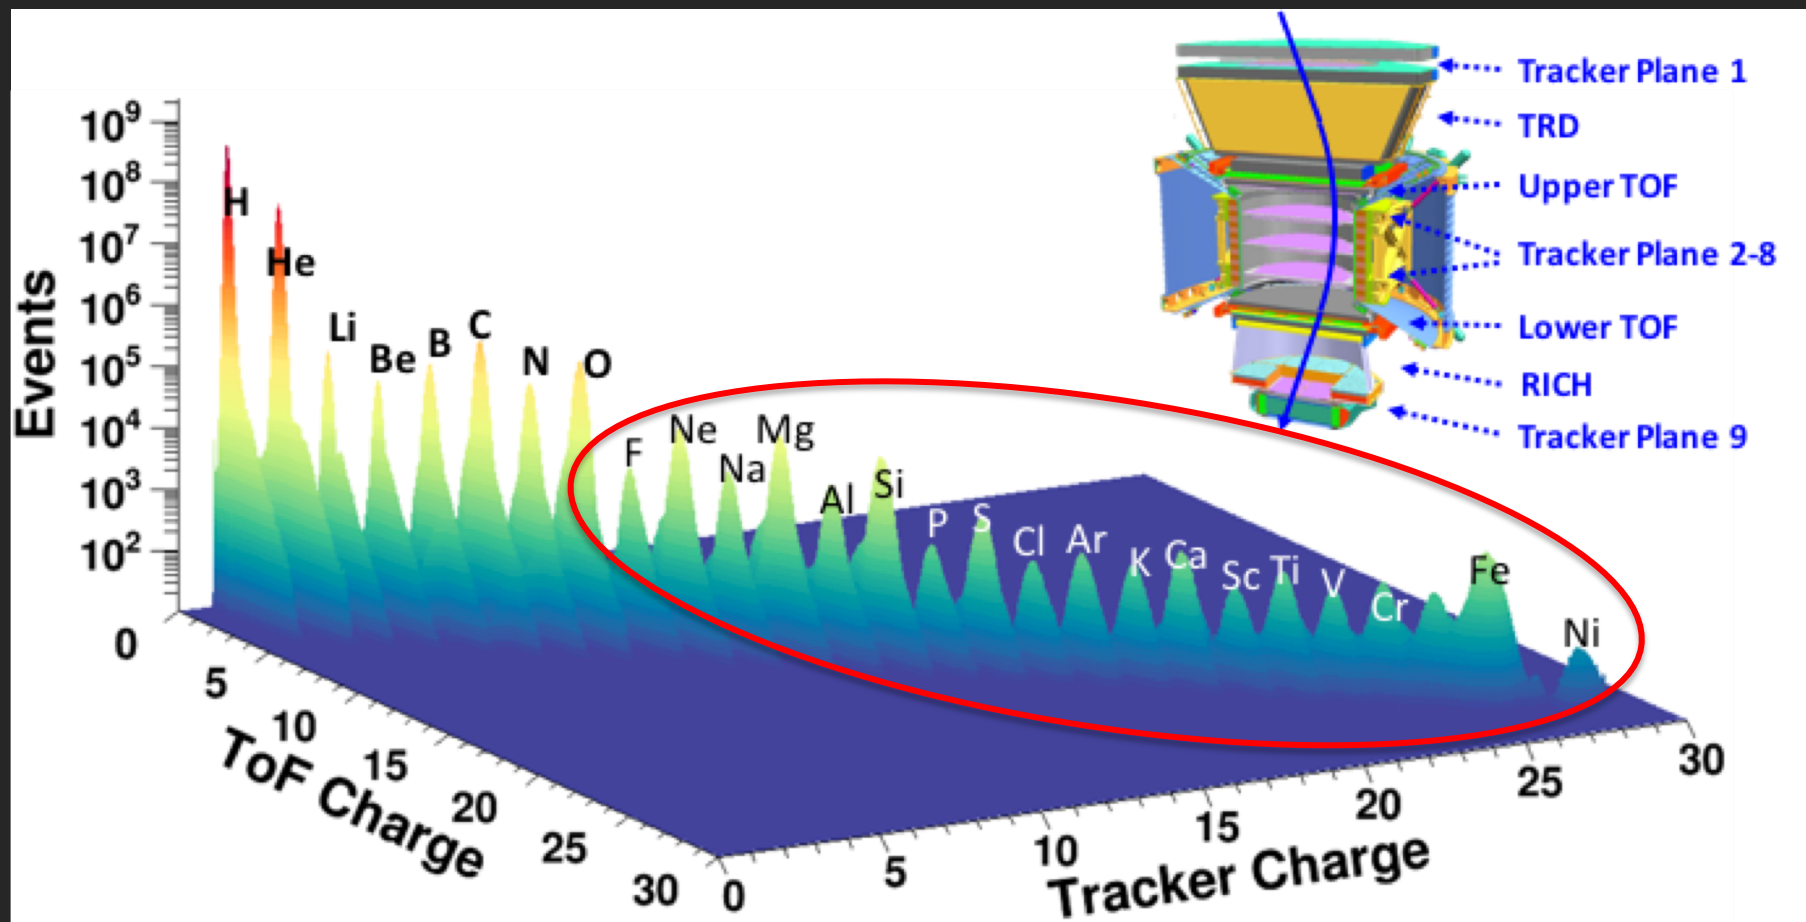 Tracker Plane 1
TRD
Upper TOF
Tracker Plane 2-8
Lower TOF
RICH
Tracker Plane 9
Events
10⁹
10⁸
10⁷
10⁶
10⁵
10⁴
10³
10²
H
He
Li
Be
B
C
N
O
F
Ne
Na
Mg
Al
Si
P
S
Cl
Ar
K
Ca
Sc
Ti
V
Cr
Fe
Ni
0
5
10
15
20
25
30
ToF Charge
0
5
10
15
20
25
30
Tracker Charge